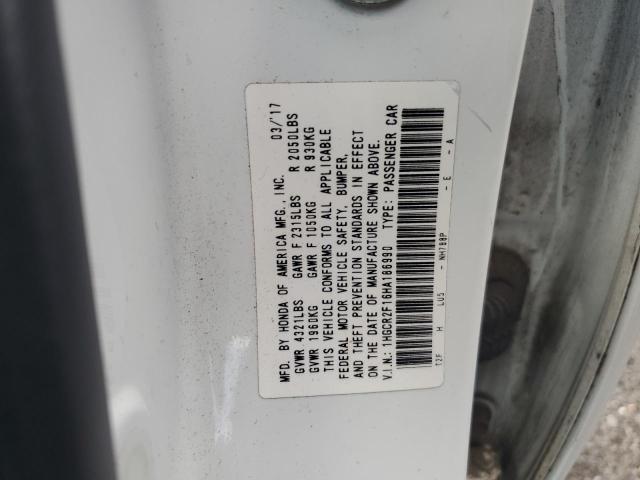 MFD. BY HONDA OF AMERICA MFG., INC. 03/'17
GVWR 4321LBS GAWR F 2315LBS R 2050LBS
GVWR 1960KG GAWR F 1050KG R 930KG
THIS VEHICLE CONFORMS TO ALL APPLICABLE
FEDERAL MOTOR VEHICLE SAFETY, BUMPER,
AND THEFT PREVENTION STANDARDS IN EFFECT
ON THE DATE OF MANUFACTURE SHOWN ABOVE.
V.I.N.: 1HGCR2F16HA186990 TYPE: PASSENGER CAR
T2F H LU5 - NH788P - E - A